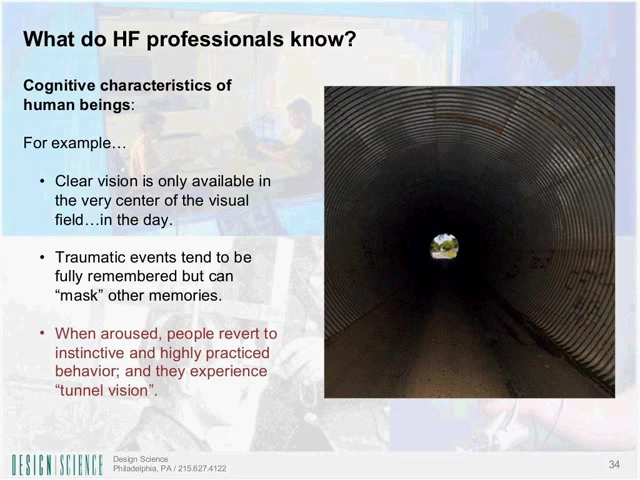 What do HF professionals know?
Cognitive characteristics of
human beings:
For example…
• Clear vision is only available in
the very center of the visual
field…in the day.
• Traumatic events tend to be
fully remembered but can
“mask” other memories.
• When aroused, people revert to
instinctive and highly practiced
behavior; and they experience
“tunnel vision”.
DESIGN SCIENCE
Design Science
Philadelphia, PA / 215.627.4122
34